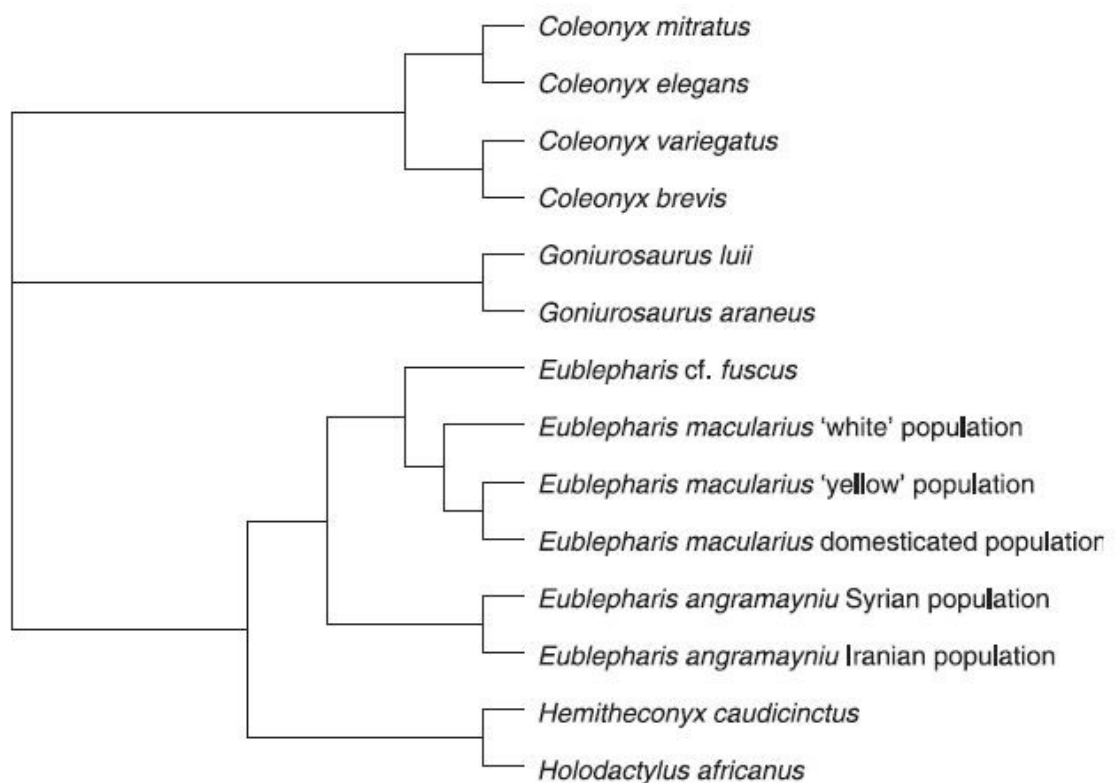 Coleonyx mitratus
Coleonyx elegans
Coleonyx variegatus
Coleonyx brevis
Goniurosaurus luii
Goniurosaurus araneus
Eublepharis cf. fuscus
Eublepharis macularius ‘white’ population
Eublepharis macularius ‘yellow’ population
Eublepharis macularius domesticated population
Eublepharis angramayniu Syrian population
Eublepharis angramayniu Iranian population
Hemitheconyx caudicinctus
Holodactylus africanus